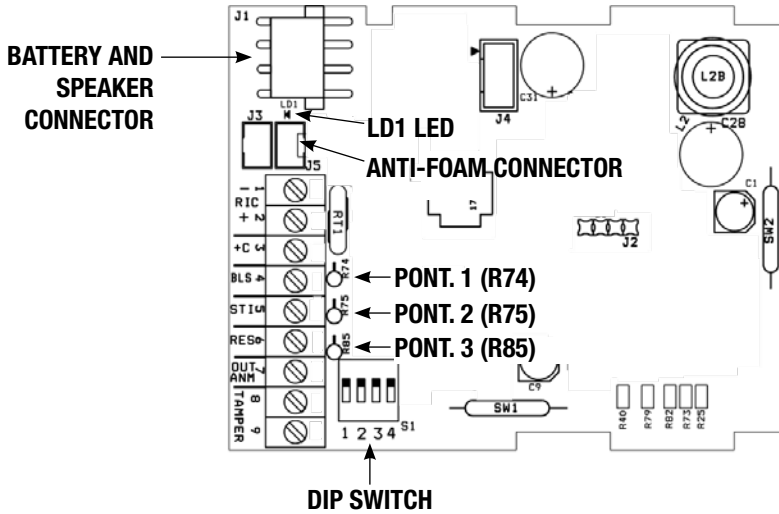 J1
BATTERY AND
SPEAKER
CONNECTOR
LD1
J3
LD1 LED
J5
ANTI-FOAM CONNECTOR
J4
C31
L2B
L2
C28
C1
SW2
J2
17
RT1
1 -
RIC
2 +
3 +C
4 BLS
5 STI
6 RES
7 OUT
ANM
8
TAMPER
9
R74
PONT. 1 (R74)
R75
PONT. 2 (R75)
R85
PONT. 3 (R85)
C9
SW1
S1
1 2 3 4
R40
R79
R82
R73
R25
DIP SWITCH